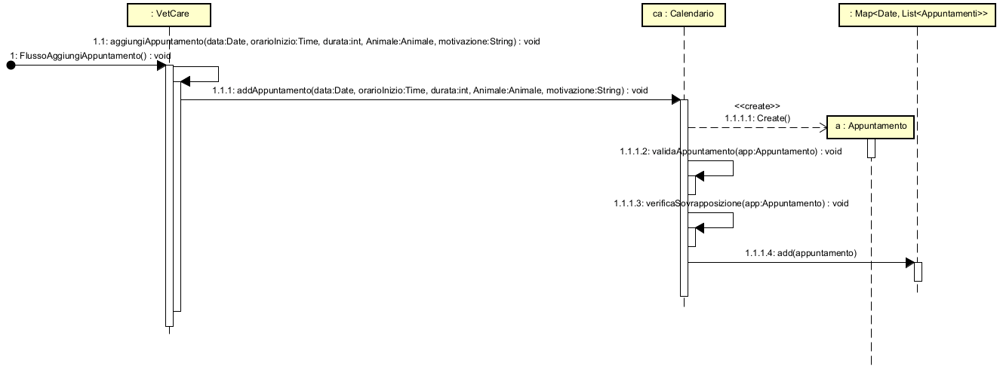 : VetCare
ca : Calendario
: Map<Date, List<Appuntamenti>>
1.1: aggiungiAppuntamento(data:Date, orarioInizio:Time, durata:int, Animale:Animale, motivazione:String) : void
1: FlussoAggiungiAppuntamento() : void
1.1.1: addAppuntamento(data:Date, orarioInizio:Time, durata:int, Animale:Animale, motivazione:String) : void
<<create>>
1.1.1.1: Create()
a : Appuntamento
1.1.1.2: validaAppuntamento(app:Appuntamento) : void
1.1.1.3: verificaSovrapposizione(app:Appuntamento) : void
1.1.1.4: add(appuntamento)